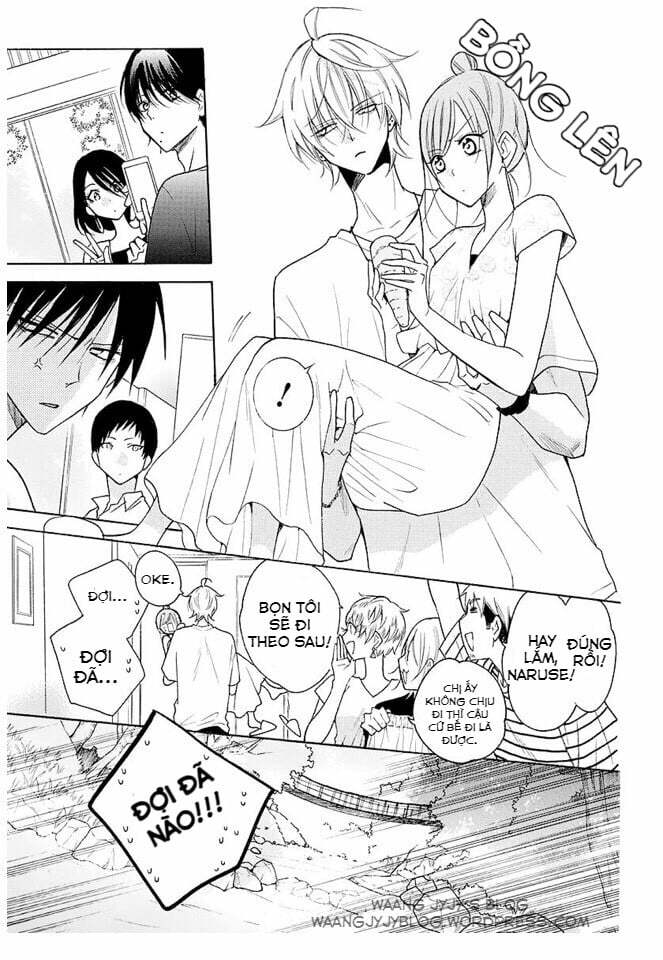 BỒNG LÊN
!
ĐÚNG
RỒI!
HAY
LẮM,
NARUSE!
CHỊ ẤY
KHÔNG CHỊU
ĐI THÌ CẬU
CỨ BẾ ĐI LÀ
ĐƯỢC.
BỌN TÔI
SẼ ĐI
THEO SAU!
OKE.
ĐỢI...
ĐỢI
ĐÃ...
ĐỢI ĐÃ
NÀO!!!
WAANG JYJY'S BLOG
WAANGJYJYBLOG.WORDPRESS.COM